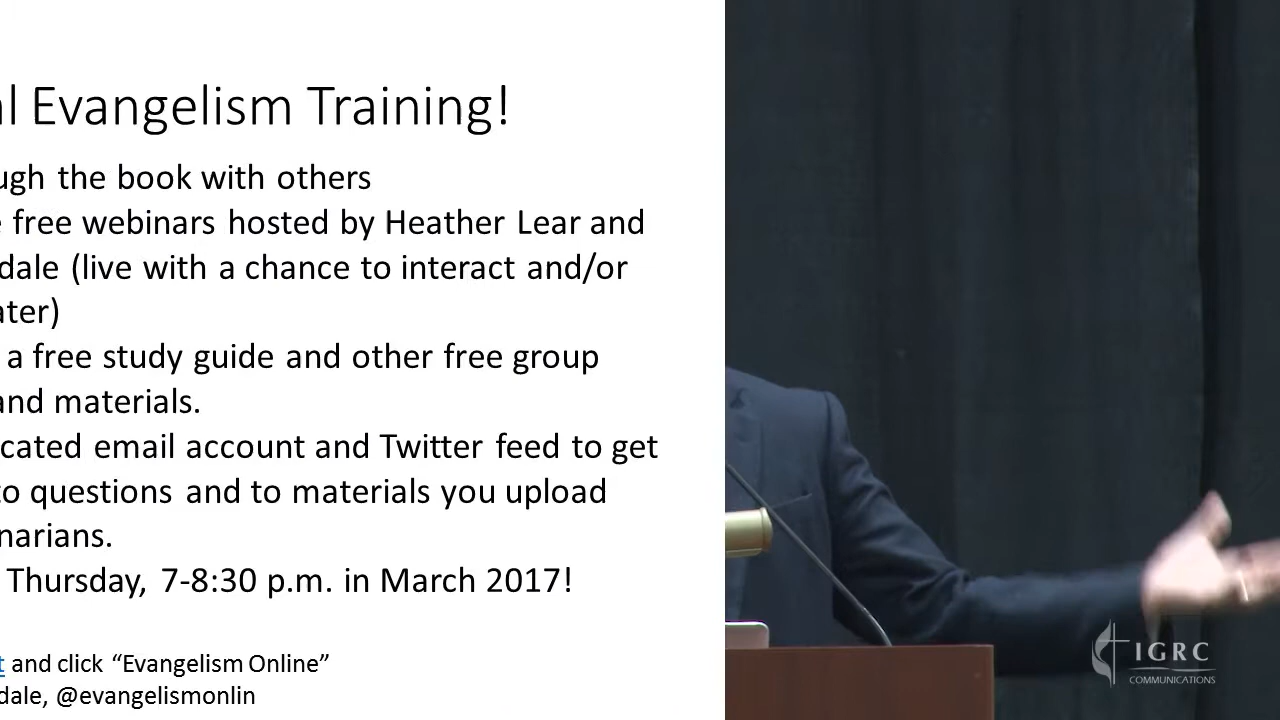 l Evangelism Training!
ugh the book with others
e free webinars hosted by Heather Lear and
dale (live with a chance to interact and/or
ater)
a free study guide and other free group
and materials.
cated email account and Twitter feed to get
to questions and to materials you upload
narians.
Thursday, 7-8:30 p.m. in March 2017!
t and click “Evangelism Online”
dale, @evangelismonlin
IGRC
COMMUNICATIONS